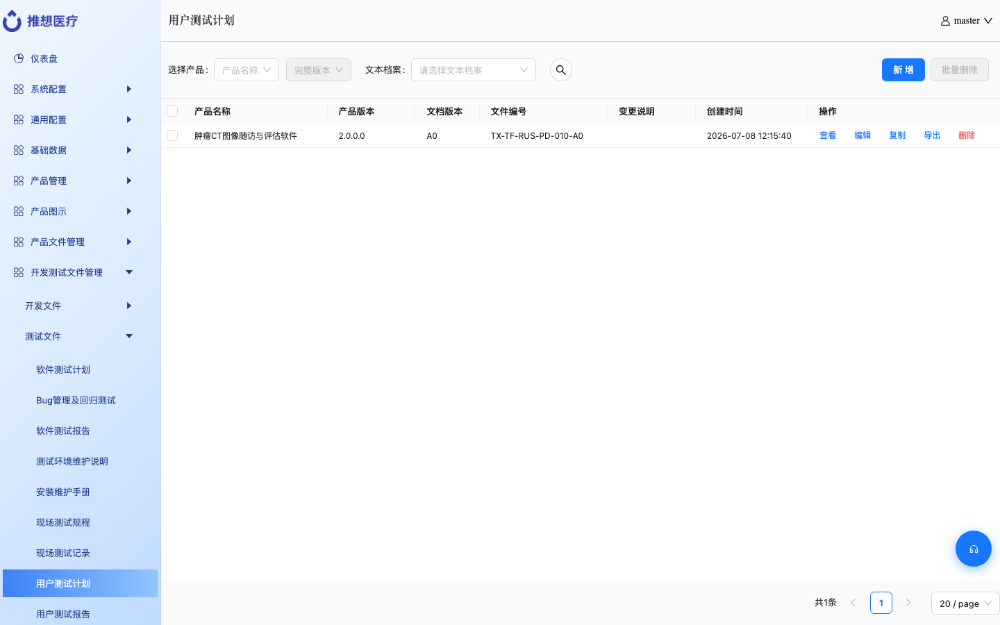 推想医疗
仪表盘
系统配置
通用配置
基础数据
产品管理
产品图示
产品文件管理
开发测试文件管理
开发文件
测试文件
软件测试计划
Bug管理及回归测试
软件测试报告
测试环境维护说明
安装维护手册
现场测试规程
现场测试记录
用户测试计划
用户测试报告
用户测试计划
master
选择产品： 产品名称 完整版本 文本档案： 请选择文本档案 新 增 批量删除
产品名称 产品版本 文档版本 文件编号 变更说明 创建时间 操作
肿瘤CT图像随访与评估软件 2.0.0.0 A0 TX-TF-RUS-PD-010-A0 2026-07-08 12:15:40 查看 编辑 复制 导出 删除
共1条 1 20 / page